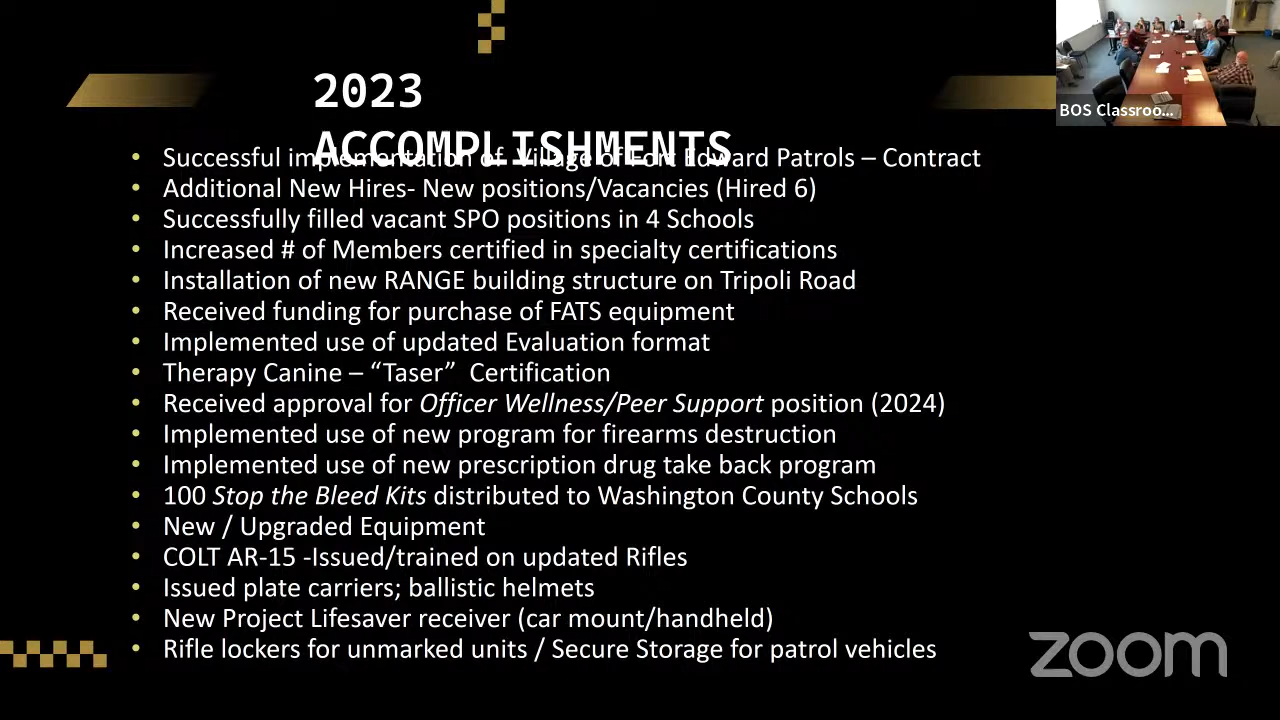 2023
ACCOMPLISHMENTS
• Successful implementation of Village of Fort Edward Patrols – Contract
• Additional New Hires- New positions/Vacancies (Hired 6)
• Successfully filled vacant SPO positions in 4 Schools
• Increased # of Members certified in specialty certifications
• Installation of new RANGE building structure on Tripoli Road
• Received funding for purchase of FATS equipment
• Implemented use of updated Evaluation format
• Therapy Canine – “Taser” Certification
• Received approval for Officer Wellness/Peer Support position (2024)
• Implemented use of new program for firearms destruction
• Implemented use of new prescription drug take back program
• 100 Stop the Bleed Kits distributed to Washington County Schools
• New / Upgraded Equipment
• COLT AR-15 -Issued/trained on updated Rifles
• Issued plate carriers; ballistic helmets
• New Project Lifesaver receiver (car mount/handheld)
• Rifle lockers for unmarked units / Secure Storage for patrol vehicles
BOS Classroo...
zoom